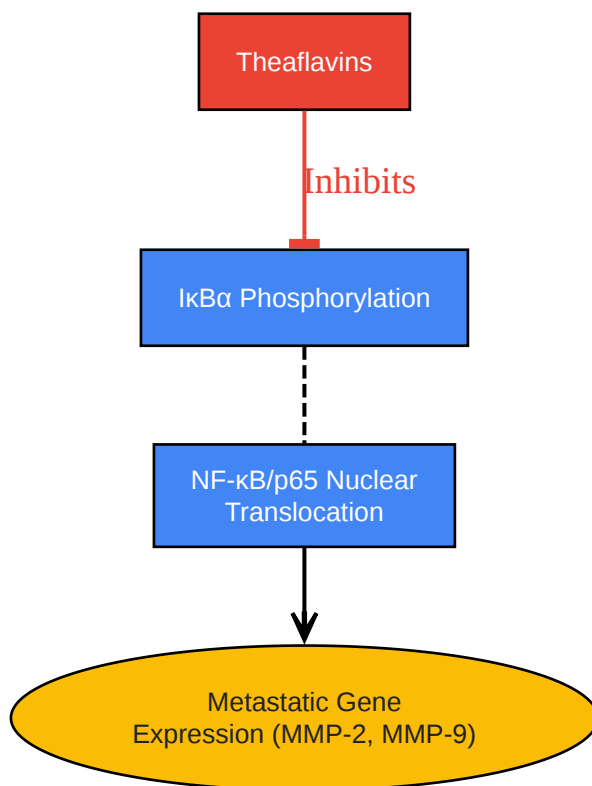 Theaflavins
Inhibits
IκBα Phosphorylation
NF-κB/p65 Nuclear
Translocation
Metastatic Gene
Expression (MMP-2, MMP-9)